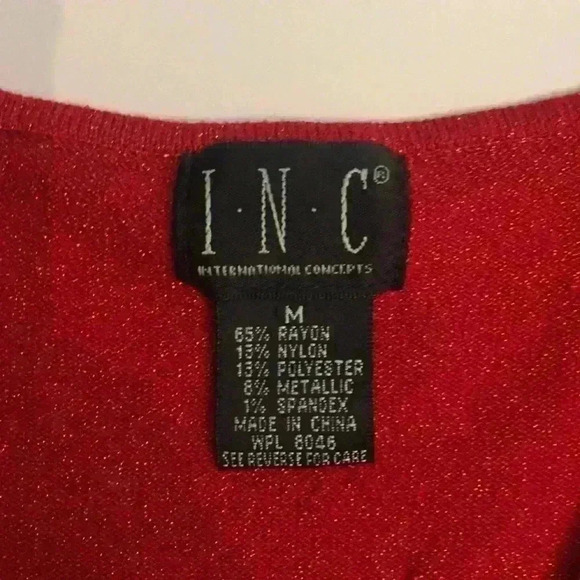 I·N·C®
INTERNATIONAL CONCEPTS
M
65% RAYON
13% NYLON
13% POLYESTER
8% METALLIC
1% SPANDEX
MADE IN CHINA
WPL 8046
SEE REVERSE FOR CARE